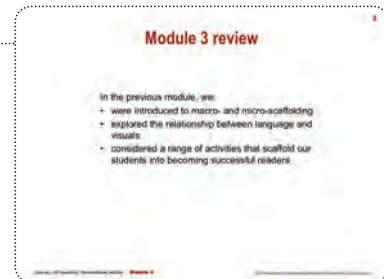 3
Module 3 review
In the previous module, we:
• were introduced to macro- and micro-scaffolding
• explored the relationship between language and
visuals
• considered a range of activities that scaffold our
students into becoming successful readers
Module 4